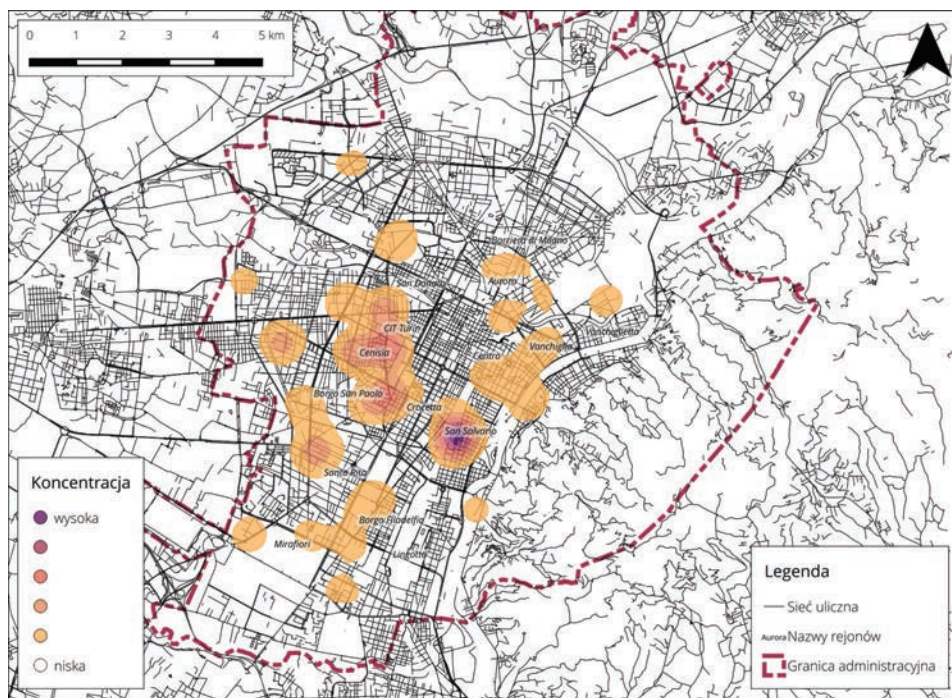 0 1 2 3 4 5 km
Barriera di Milano
Aurora
San Donato
CIT Turin
Vanchiglietta
Vanchiglia
Centro
Cenisia
Borgo San Paolo
Crocetta
San Salvario
Santa Rita
Borgo Filadelfia
Mirafiori
Lingotto
Koncentracja
wysoka
niska
Legenda
Sieć uliczna
Aurora Nazwy rejonów
Granica administracyjna